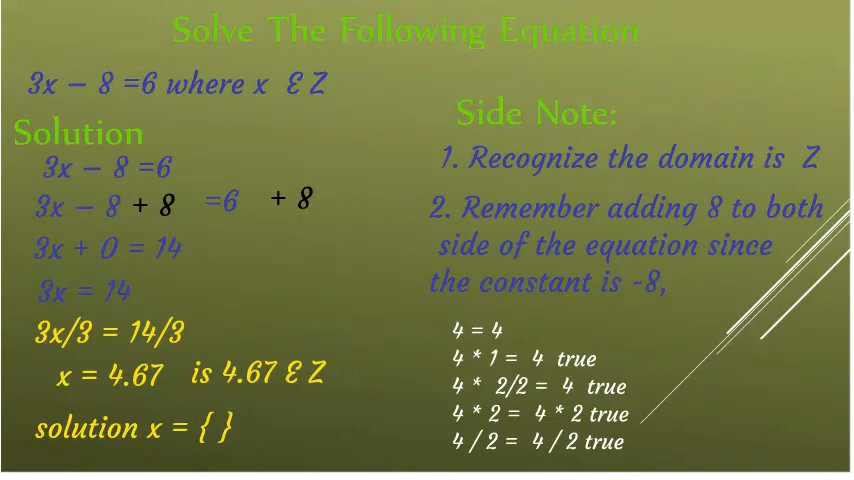 Solve The Following Equation
3x – 8 =6 where x Ɛ Z
Solution
3x – 8 =6
3x – 8 + 8 =6 + 8
3x + 0 = 14
3x = 14
3x/3 = 14/3
x = 4.67 is 4.67 Ɛ Z
solution x = { }
Side Note:
1. Recognize the domain is Z
2. Remember adding 8 to both
side of the equation since
the constant is -8,
4 = 4
4 * 1 = 4 true
4 * 2/2 = 4 true
4 * 2 = 4 * 2 true
4 / 2 = 4 / 2 true